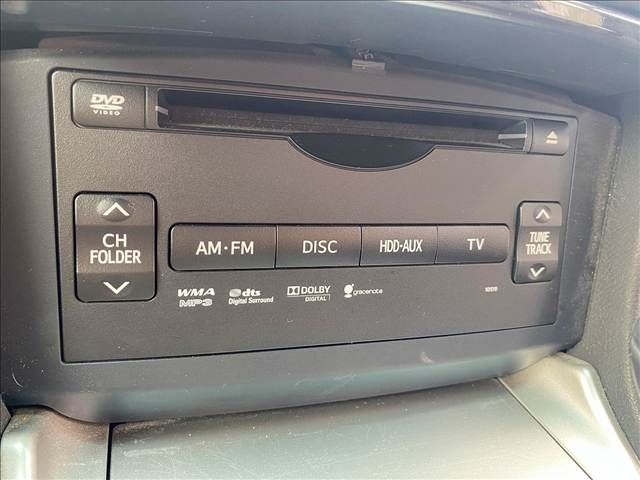 DVD
VIDEO
CH
FOLDER
AM·FM
DISC
HDD·AUX
TV
TUNE
TRACK
WMA
MP3
dts
Digital Surround
DOLBY
DIGITAL
gracenote